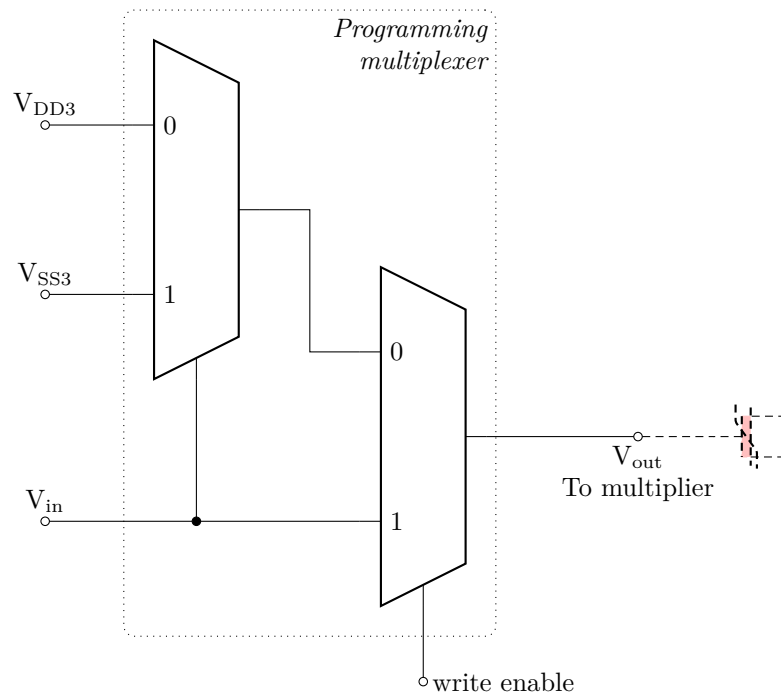 Programming
multiplexer
V_DD3
0
V_SS3
1
0
V_in
1
V_out
To multiplier
write enable